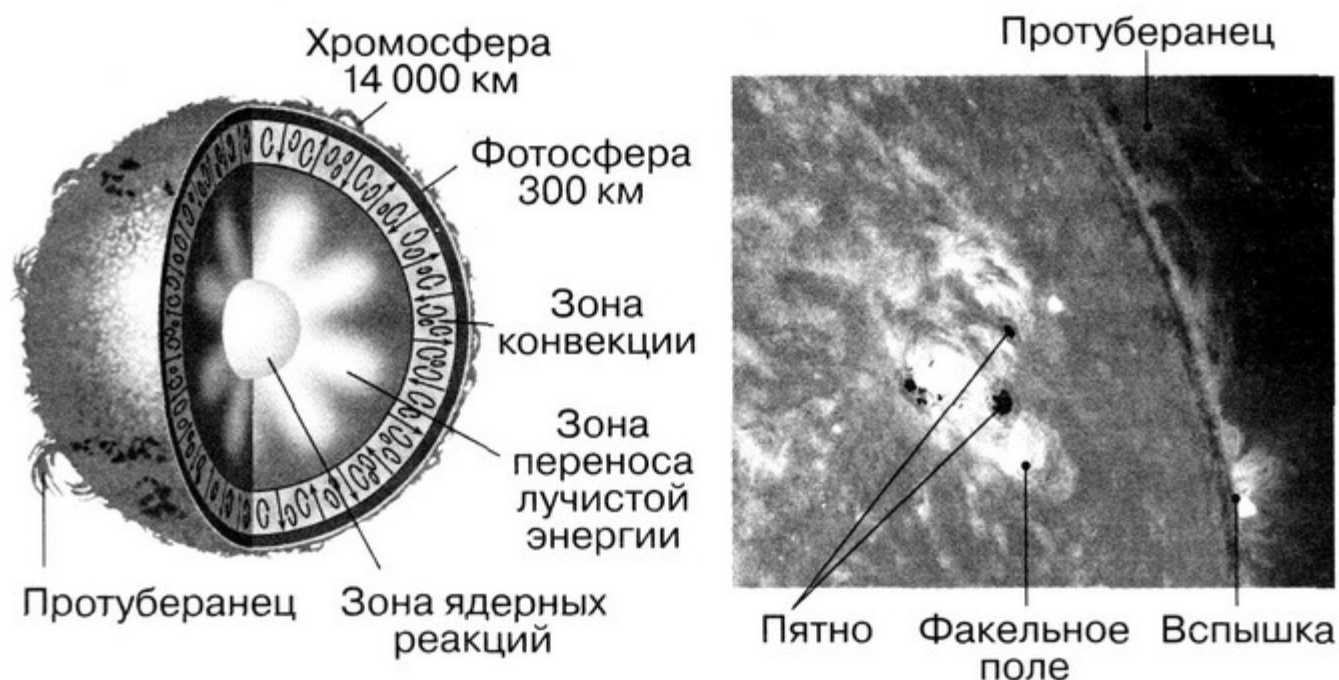 Хромосфера
14 000 км
Фотосфера
300 км
Зона
конвекции
Зона
переноса
лучистой
энергии
Протуберанец
Зона ядерных
реакций
Протуберанец
Пятно
Факельное
поле
Вспышка